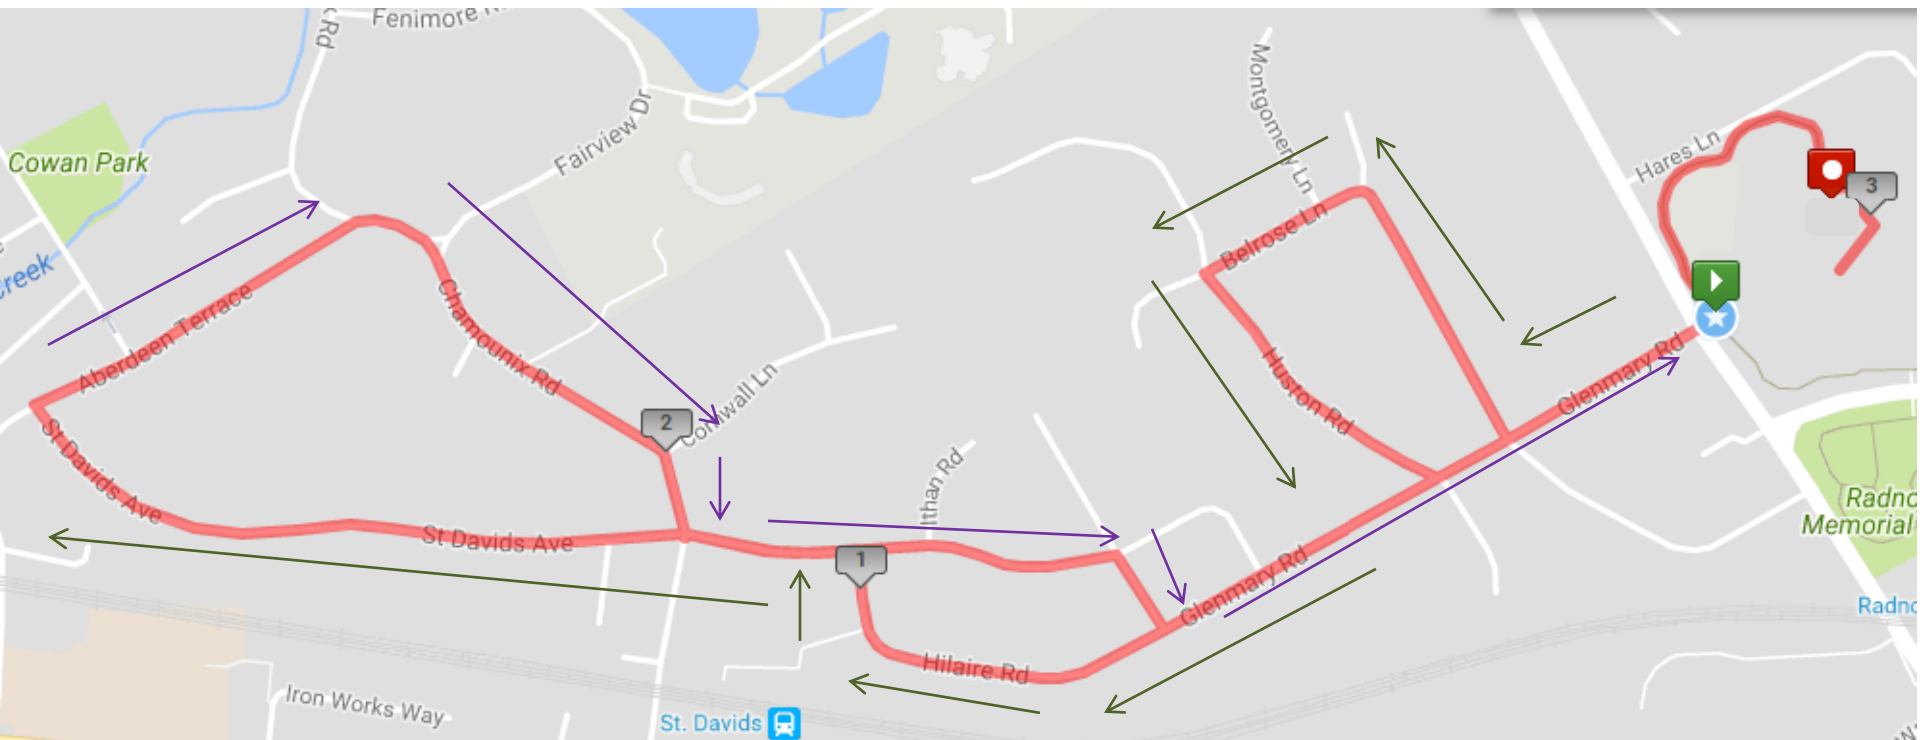 Fenimore
Rd
Cowan Park
Creek
Fairview Dr
Montgomery Ln
Hares Ln
3
Belrose Ln
Aberdeen Terrace
Chamounix Rd
Huston Rd
Glenmary Rd
2
Cornwall Ln
St Davids Ave
St Davids Ave
Ithan Rd
1
Glenmary Rd
Hilaire Rd
Radno
Memorial
Radno
Iron Works Way
St. Davids